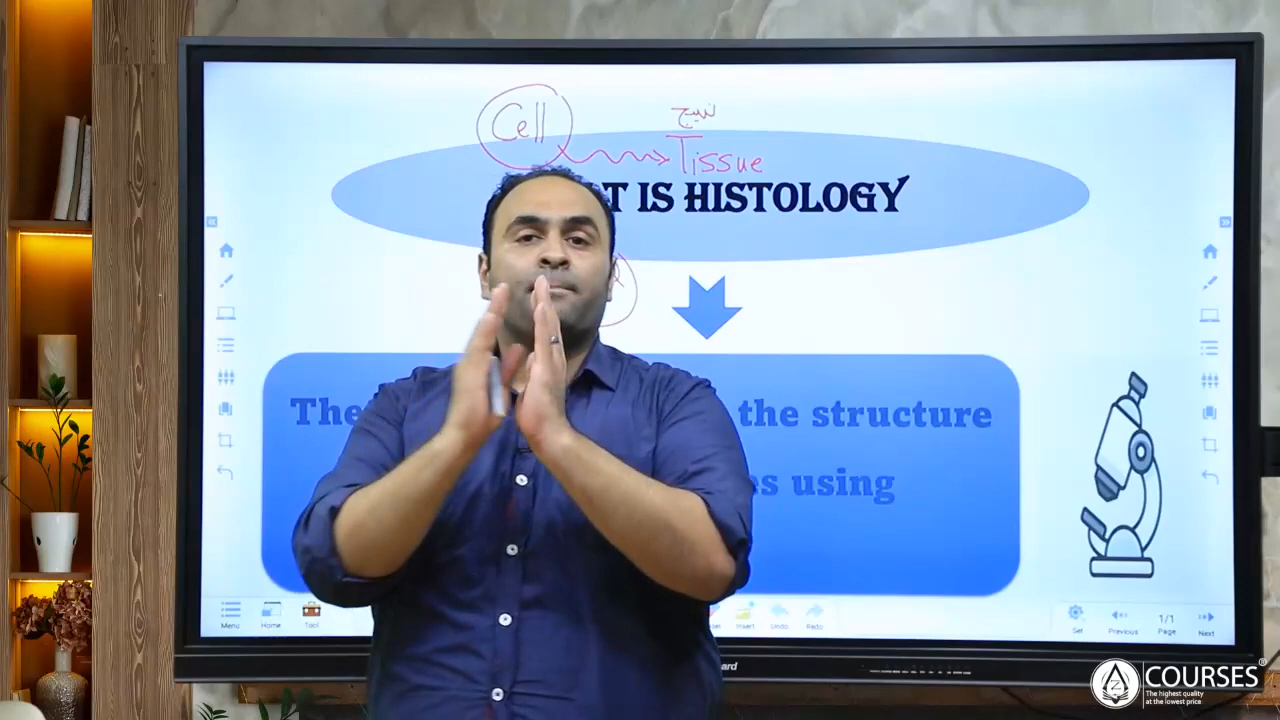 Cell
نسيج
Tissue
T IS HISTOLOGY
The the structure
es using
Menu Home Tool Insert Undo Redo Set Previous 1/1 Page Next
COURSES®
The highest quality
at the lowest price